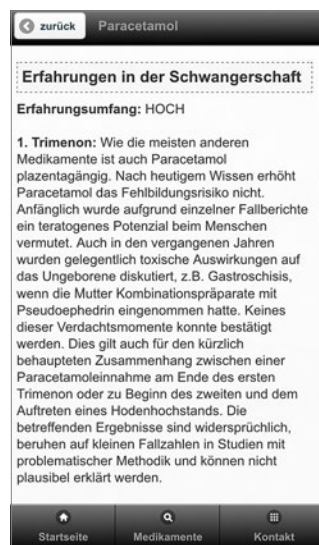 zurück Paracetamol
Erfahrungen in der Schwangerschaft
Erfahrungsumfang: HOCH
1. Trimenon: Wie die meisten anderen
Medikamente ist auch Paracetamol
plazentagängig. Nach heutigem Wissen erhöht
Paracetamol das Fehlbildungsrisiko nicht.
Anfänglich wurde aufgrund einzelner Fallberichte
ein teratogenes Potenzial beim Menschen
vermutet. Auch in den vergangenen Jahren
wurden gelegentlich toxische Auswirkungen auf
das Ungeborene diskutiert, z.B. Gastroschisis,
wenn die Mutter Kombinationspräparate mit
Pseudoephedrin eingenommen hatte. Keines
dieser Verdachtsmomente konnte bestätigt
werden. Dies gilt auch für den kürzlich
behaupteten Zusammenhang zwischen einer
Paracetamoleinnahme am Ende des ersten
Trimenon oder zu Beginn des zweiten und dem
Auftreten eines Hodenhochstands. Die
betreffenden Ergebnisse sind widersprüchlich,
beruhen auf kleinen Fallzahlen in Studien mit
problematischer Methodik und können nicht
plausibel erklärt werden.
Startseite Medikamente Kontakt